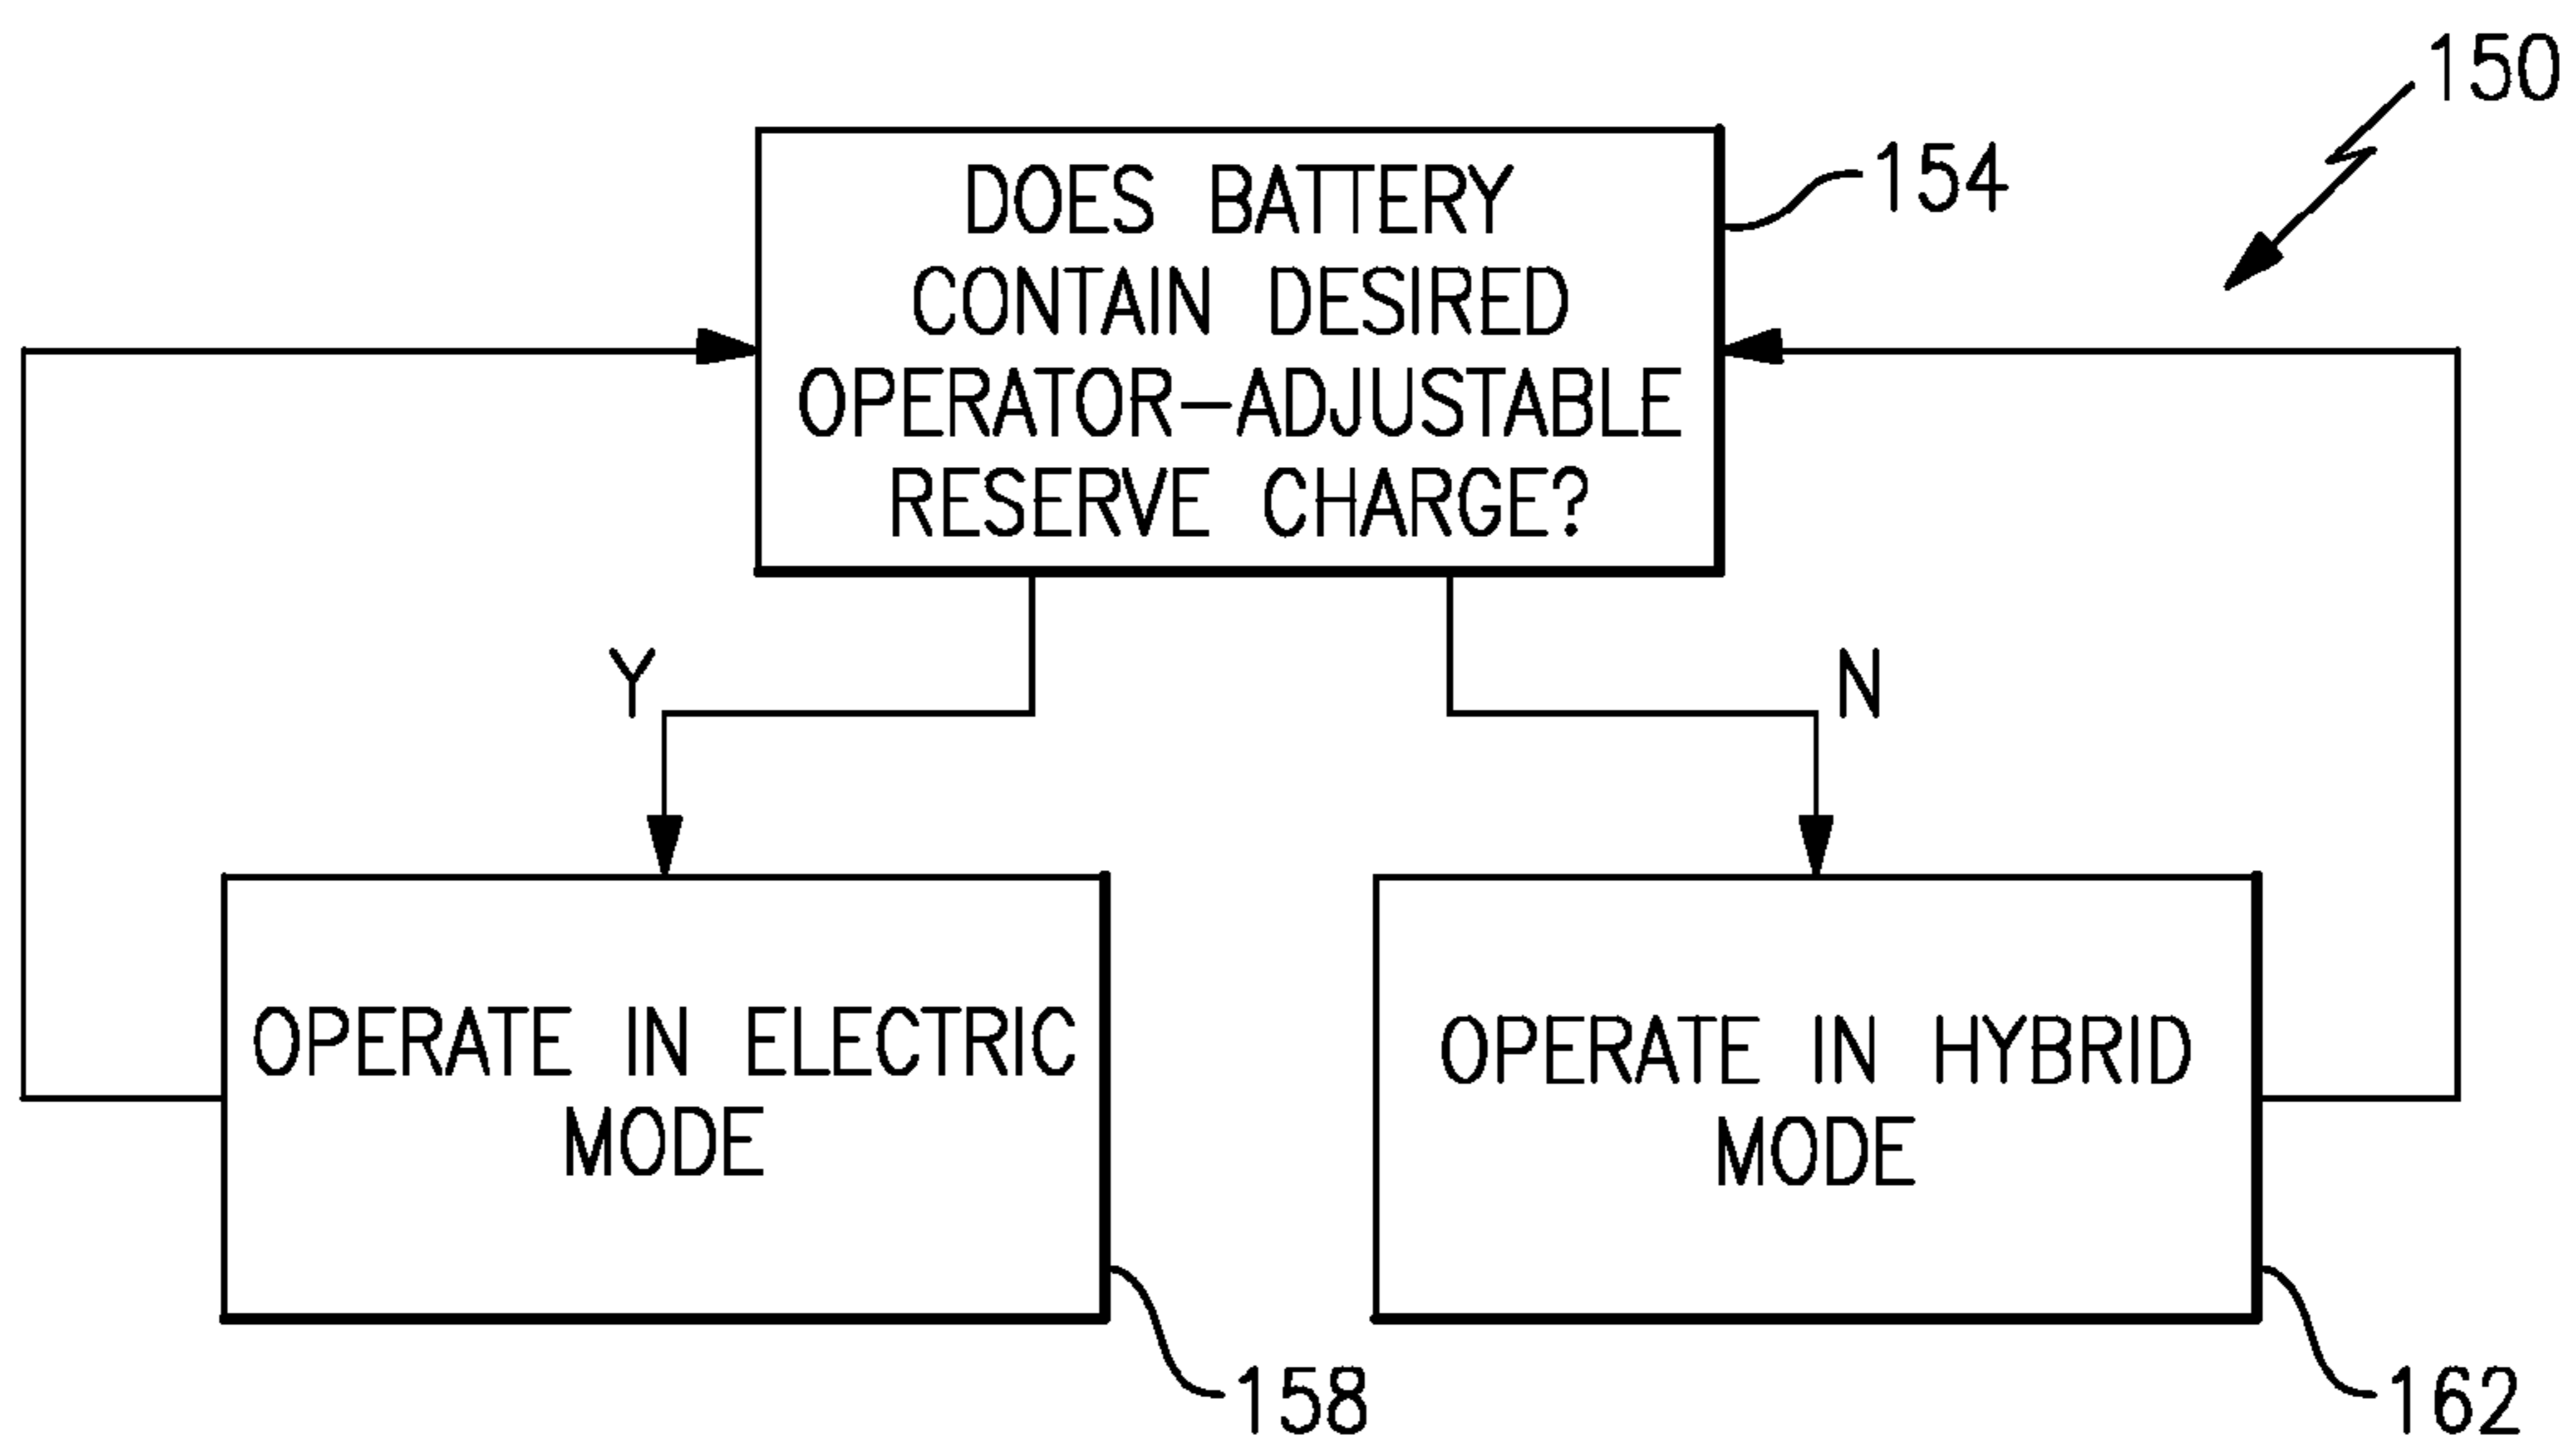 150
DOES BATTERY
154
CONTAIN DESIRED
OPERATOR-ADJUSTABLE
RESERVE CHARGE?
Y
N
OPERATE IN ELECTRIC
MODE
OPERATE IN HYBRID
MODE
158
162